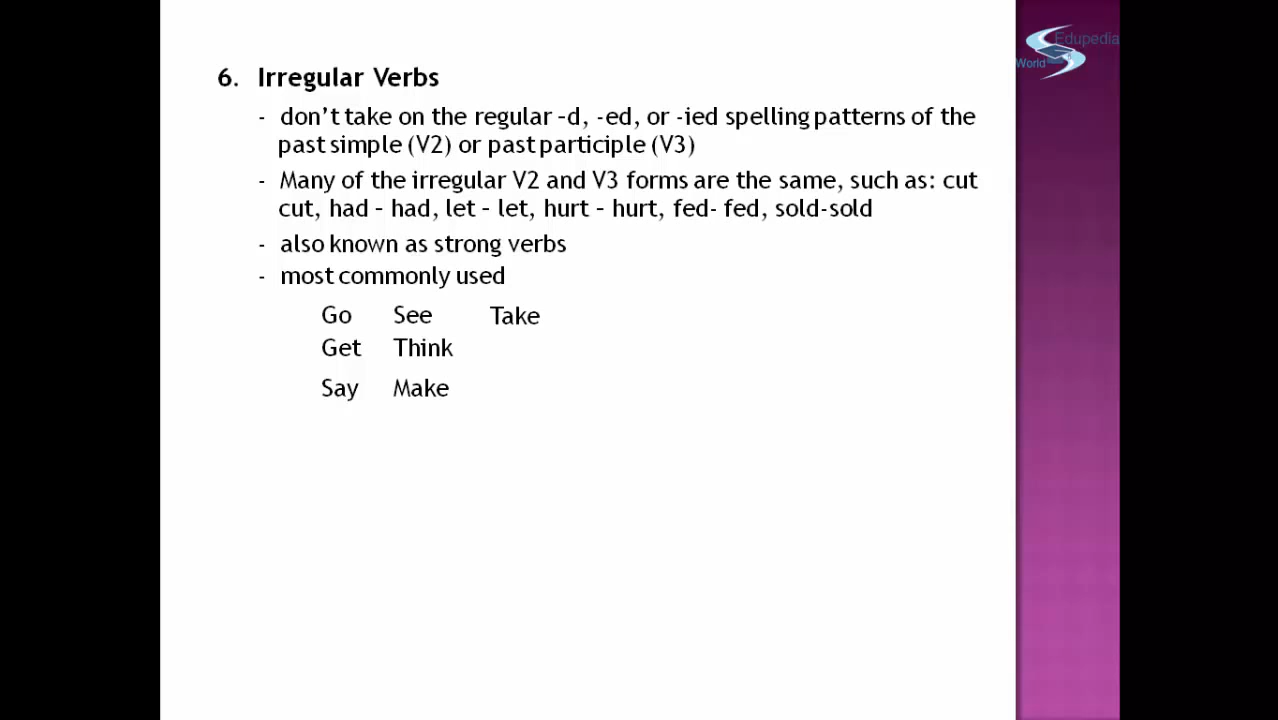 Edupedia
World
6. Irregular Verbs
- don't take on the regular –d, -ed, or -ied spelling patterns of the
past simple (V2) or past participle (V3)
- Many of the irregular V2 and V3 forms are the same, such as: cut
cut, had – had, let – let, hurt – hurt, fed- fed, sold-sold
- also known as strong verbs
- most commonly used
Go See Take
Get Think
Say Make